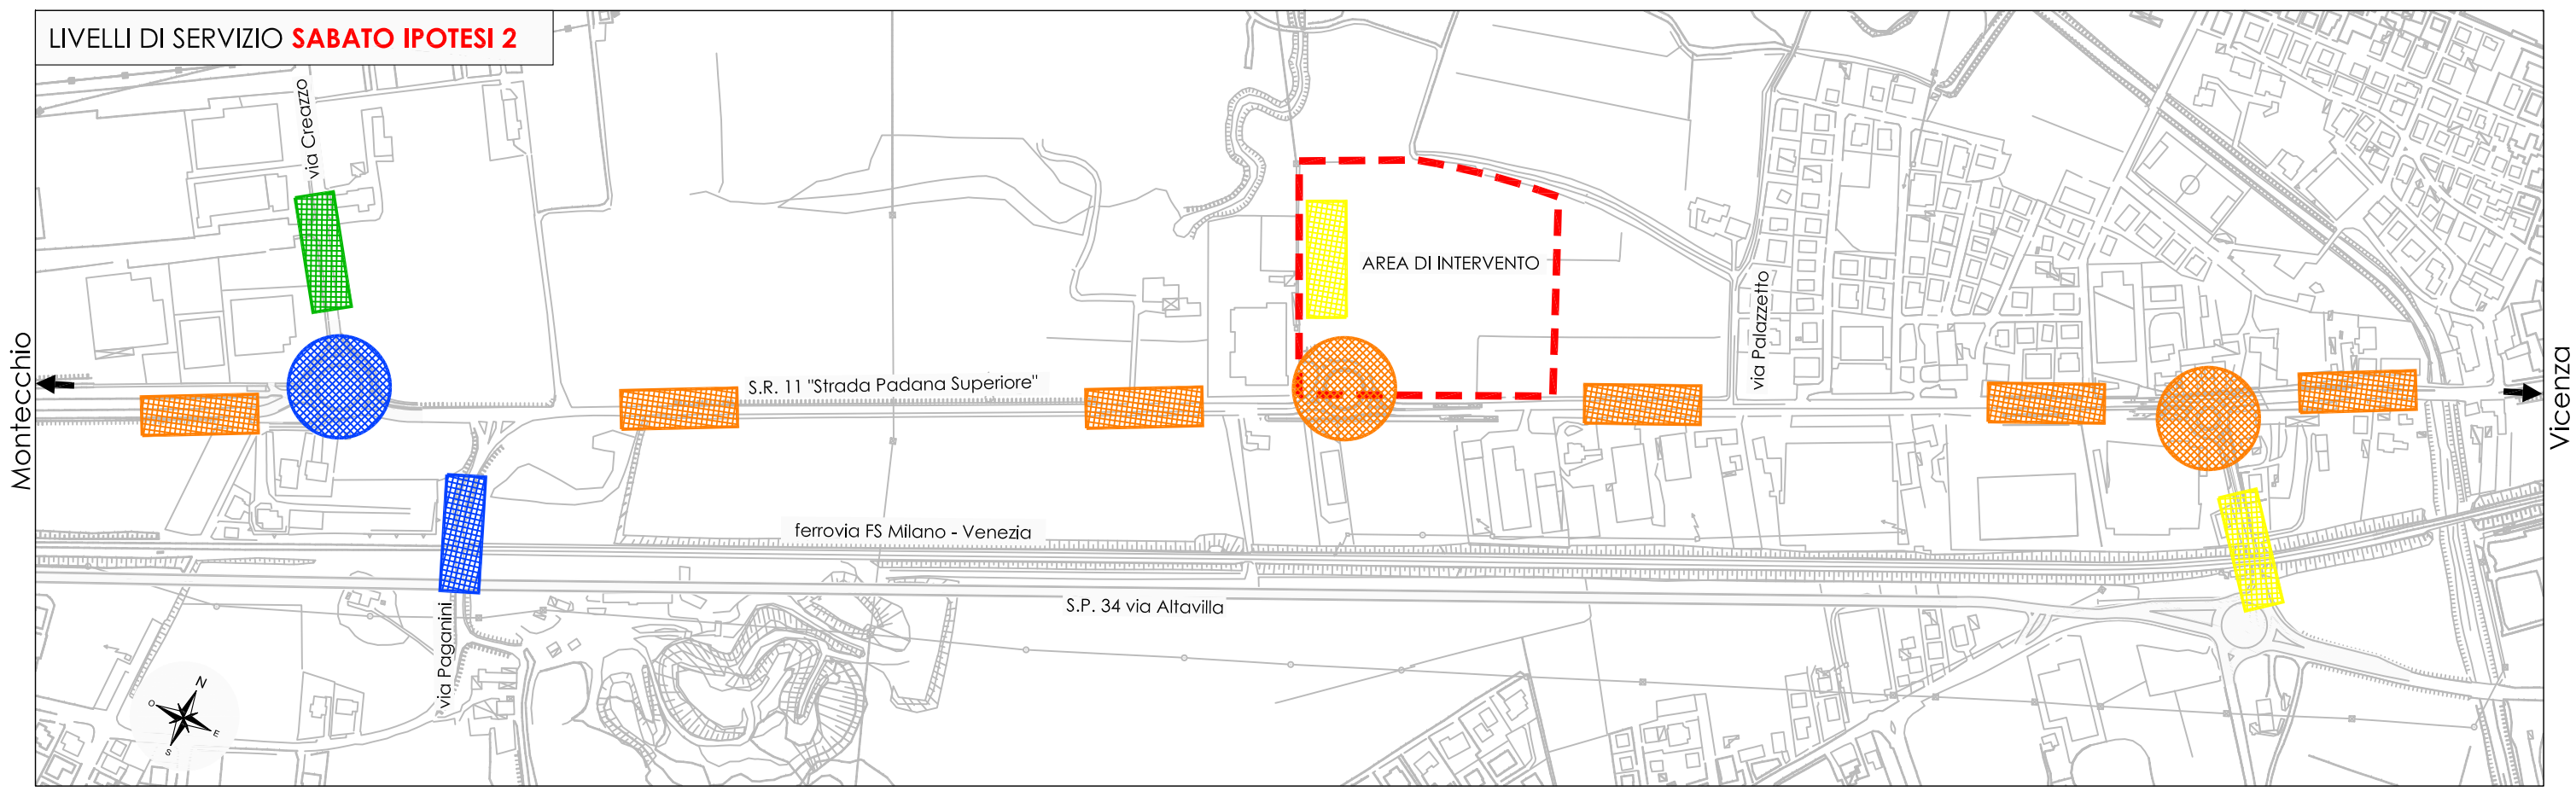 LIVELLI DI SERVIZIO SABATO IPOTESI 2
via Creazzo
AREA DI INTERVENTO
via Palazzetto
Montecchio
S.R. 11 "Strada Padana Superiore"
Vicenza
ferrovia FS Milano - Venezia
S.P. 34 via Altavilla
via Paganini
N
O
E
S